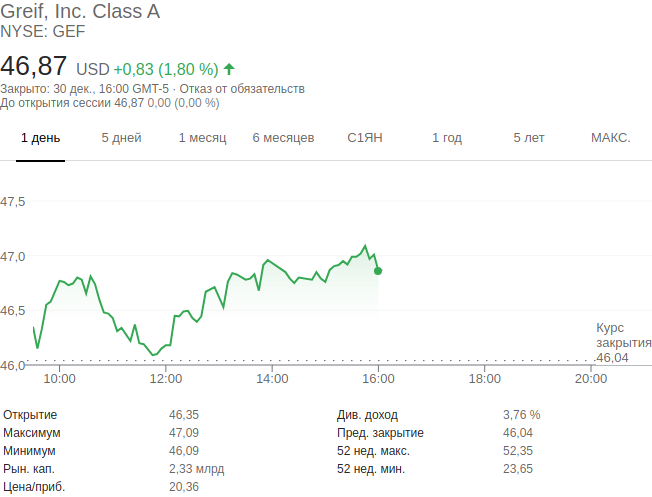 Greif, Inc. Class A
NYSE: GEF
46,87 USD +0,83 (1,80 %)
Закрыто: 30 дек., 16:00 GMT-5 · Отказ от обязательств
До открытия сессии 46,87 0,00 (0,00 %)
1 день 5 дней 1 месяц 6 месяцев С1ЯН 1 год 5 лет МАКС.
47,5
47,0
46,5
46,0
Курс
закрытия
46,04
10:00 12:00 14:00 16:00 18:00 20:00
Открытие 46,35 Див. доход 3,76 %
Максимум 47,09 Пред. закрытие 46,04
Минимум 46,09 52 нед. макс. 52,35
Рын. кап. 2,33 млрд 52 нед. мин. 23,65
Цена/приб. 20,36